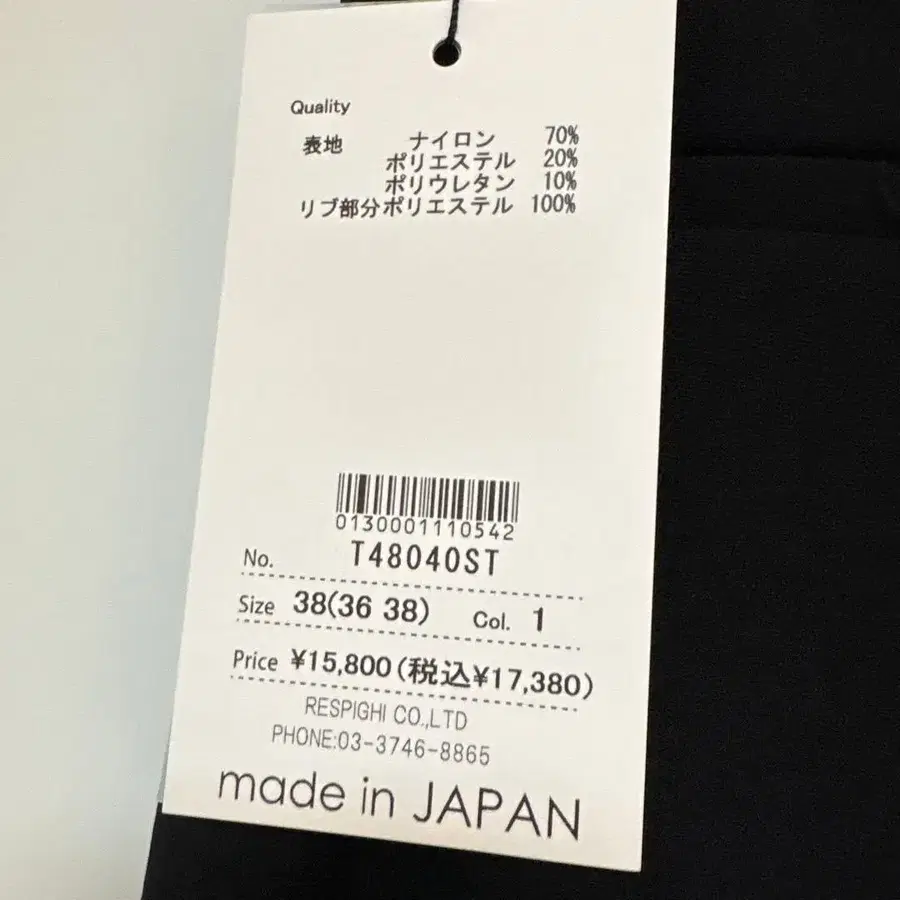 Quality
表地 ナイロン 70%
ポリエステル 20%
ポリウレタン 10%
リブ部分ポリエステル 100%
0130001110542
No. T48040ST
Size 38(36 38) Col. 1
Price ¥15,800(税込¥17,380)
RESPIGHI CO.,LTD
PHONE:03-3746-8865
made in JAPAN